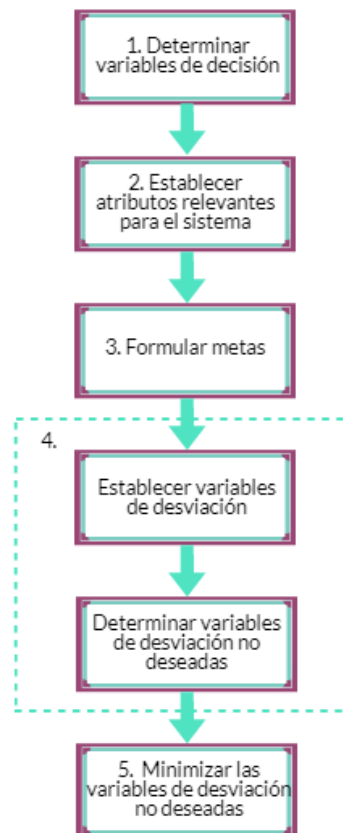 1. Determinar
variables de decisión
2. Establecer
atributos relevantes
para el sistema
3. Formular metas
4.
Establecer variables
de desviación
Determinar variables
de desviación no
deseadas
5. Minimizar las
variables de desviación
no deseadas